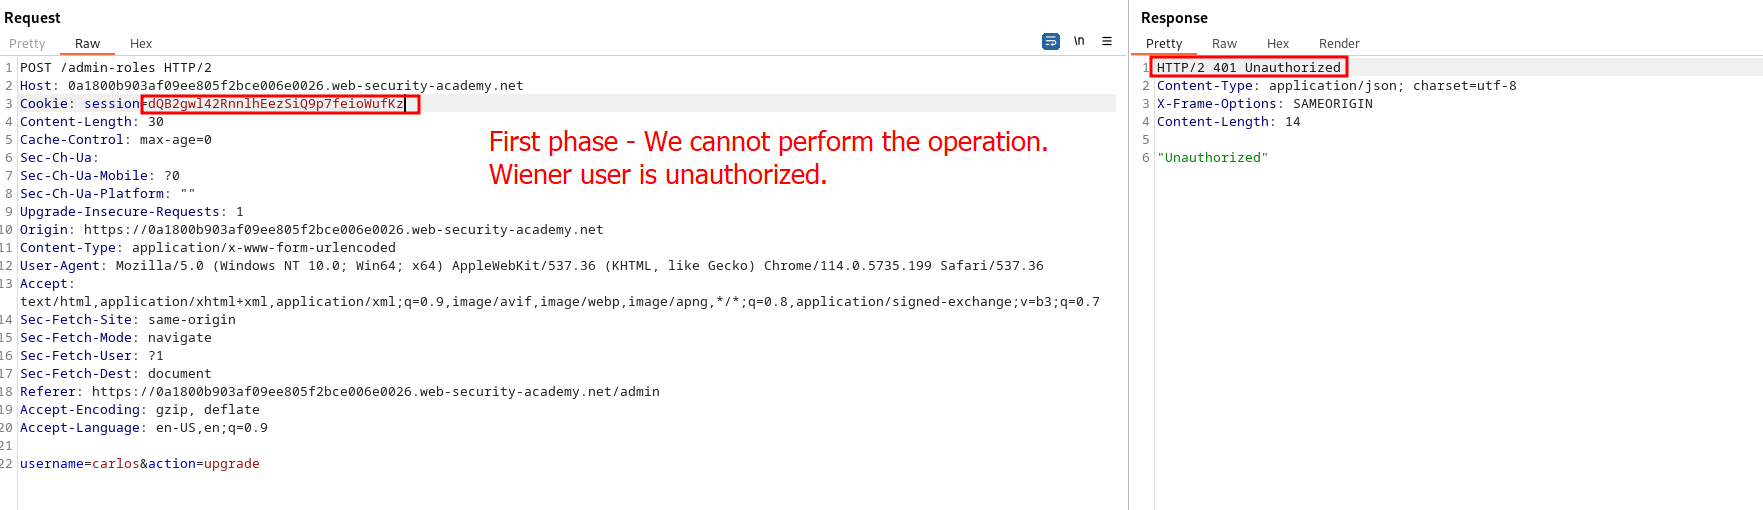 Request
Pretty Raw Hex
\n
1 POST /admin-roles HTTP/2
2 Host: 0a1800b903af09ee805f2bce006e0026.web-security-academy.net
3 Cookie: session=dQB2gwl42RnnlhEezSiQ9p7feioWufKz
4 Content-Length: 30
5 Cache-Control: max-age=0
6 Sec-Ch-Ua:
7 Sec-Ch-Ua-Mobile: ?0
8 Sec-Ch-Ua-Platform: ""
9 Upgrade-Insecure-Requests: 1
10 Origin: https://0a1800b903af09ee805f2bce006e0026.web-security-academy.net
11 Content-Type: application/x-www-form-urlencoded
12 User-Agent: Mozilla/5.0 (Windows NT 10.0; Win64; x64) AppleWebKit/537.36 (KHTML, like Gecko) Chrome/114.0.5735.199 Safari/537.36
13 Accept:
text/html,application/xhtml+xml,application/xml;q=0.9,image/avif,image/webp,image/apng,*/*;q=0.8,application/signed-exchange;v=b3;q=0.7
14 Sec-Fetch-Site: same-origin
15 Sec-Fetch-Mode: navigate
16 Sec-Fetch-User: ?1
17 Sec-Fetch-Dest: document
18 Referer: https://0a1800b903af09ee805f2bce006e0026.web-security-academy.net/admin
19 Accept-Encoding: gzip, deflate
20 Accept-Language: en-US,en;q=0.9
21
22 username=carlos&action=upgrade
First phase - We cannot perform the operation.
Wiener user is unauthorized.
Response
Pretty Raw Hex Render
1 HTTP/2 401 Unauthorized
2 Content-Type: application/json; charset=utf-8
3 X-Frame-Options: SAMEORIGIN
4 Content-Length: 14
5
6 "Unauthorized"